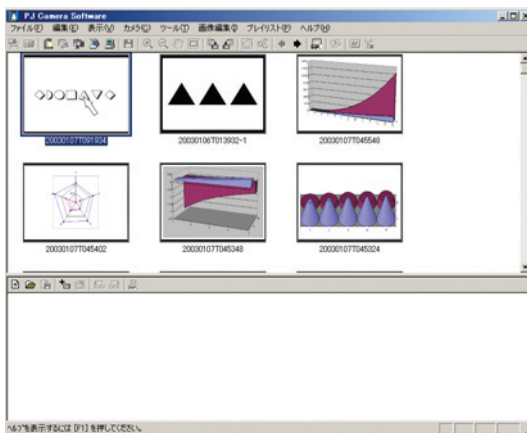 PJ Camera Software
ファイル(F) 編集(E) 表示(V) カメラ(C) ツール(T) 画像編集(I) プレイリスト(P) ヘルプ(H)
20030107T091934 20030106T013932-1 20030107T045548
20030107T045402 20030107T045348 20030107T045324
ヘルプを表示するには [F1] を押してください。